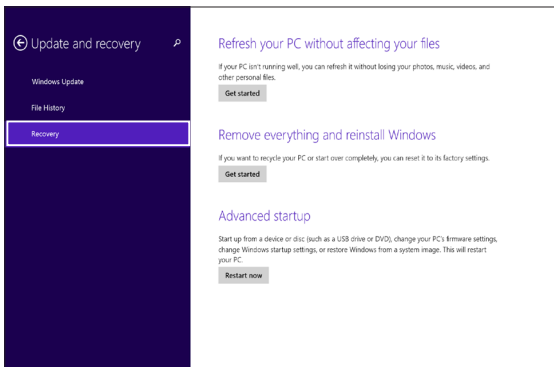 Update and recovery
Windows Update
File History
Recovery
Refresh your PC without affecting your files
If your PC isn't running well, you can refresh it without losing your photos, music, videos, and
other personal files.
Get started
Remove everything and reinstall Windows
If you want to recycle your PC or start over completely, you can reset it to its factory settings.
Get started
Advanced startup
Start up from a device or disc (such as a USB drive or DVD), change your PC's firmware settings,
change Windows startup settings, or restore Windows from a system image. This will restart
your PC.
Restart now